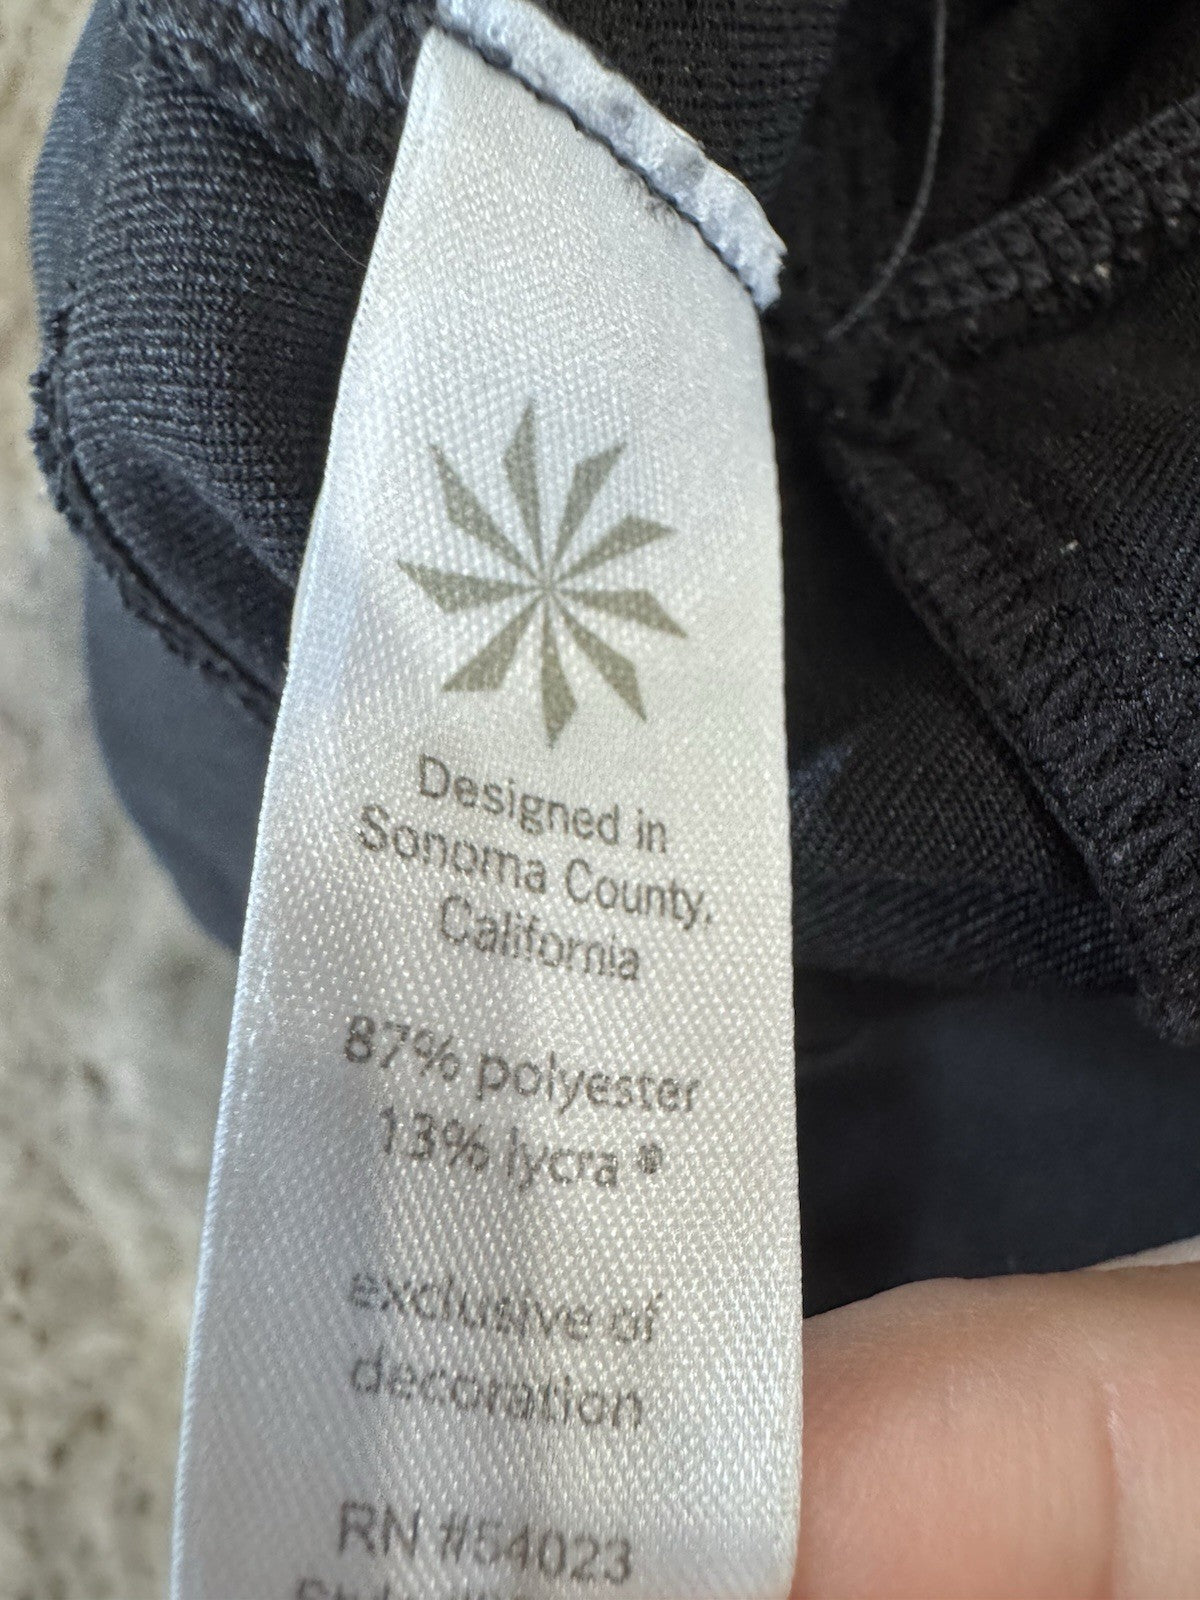 Designed in
Sonoma County,
California
87% polyester
13% lycra ®
exclusive of
decoration
RN #54023